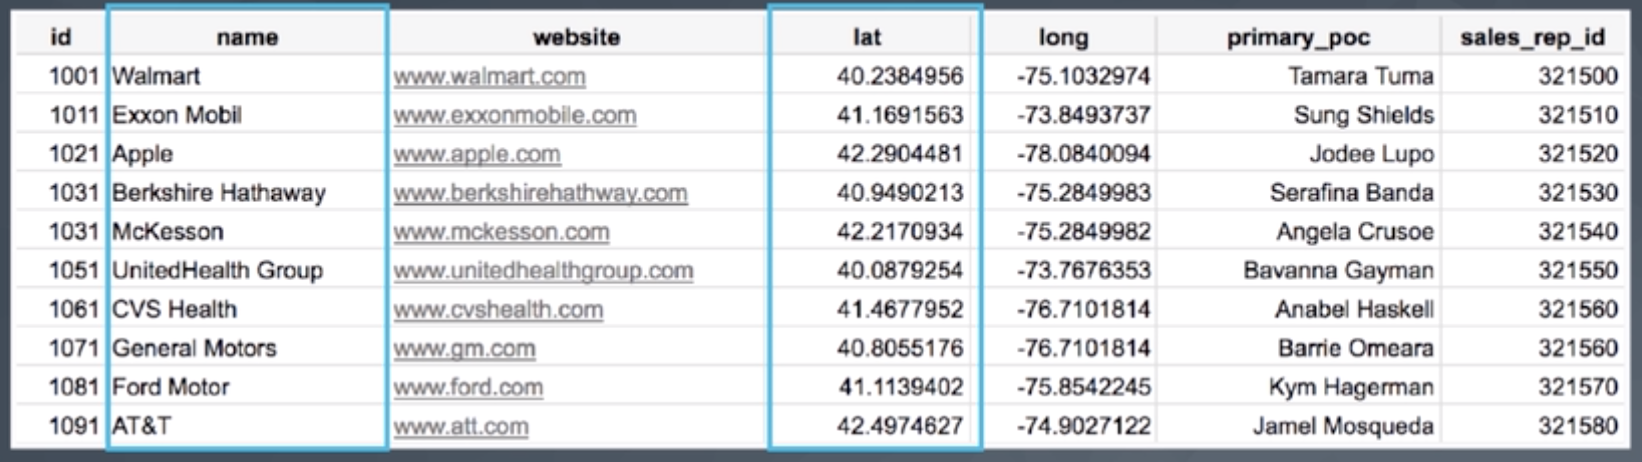 id name website lat long primary_poc sales_rep_id
1001 Walmart www.walmart.com 40.2384956 -75.1032974 Tamara Tuma 321500
1011 Exxon Mobil www.exxonmobile.com 41.1691563 -73.8493737 Sung Shields 321510
1021 Apple www.apple.com 42.2904481 -78.0840094 Jodee Lupo 321520
1031 Berkshire Hathaway www.berkshirehathway.com 40.9490213 -75.2849983 Serafina Banda 321530
1031 McKesson www.mckesson.com 42.2170934 -75.2849982 Angela Crusoe 321540
1051 UnitedHealth Group www.unitedhealthgroup.com 40.0879254 -73.7676353 Bavanna Gayman 321550
1061 CVS Health www.cvshealth.com 41.4677952 -76.7101814 Anabel Haskell 321560
1071 General Motors www.gm.com 40.8055176 -76.7101814 Barrie Omeara 321560
1081 Ford Motor www.ford.com 41.1139402 -75.8542245 Kym Hagerman 321570
1091 AT&T www.att.com 42.4974627 -74.9027122 Jamel Mosqueda 321580